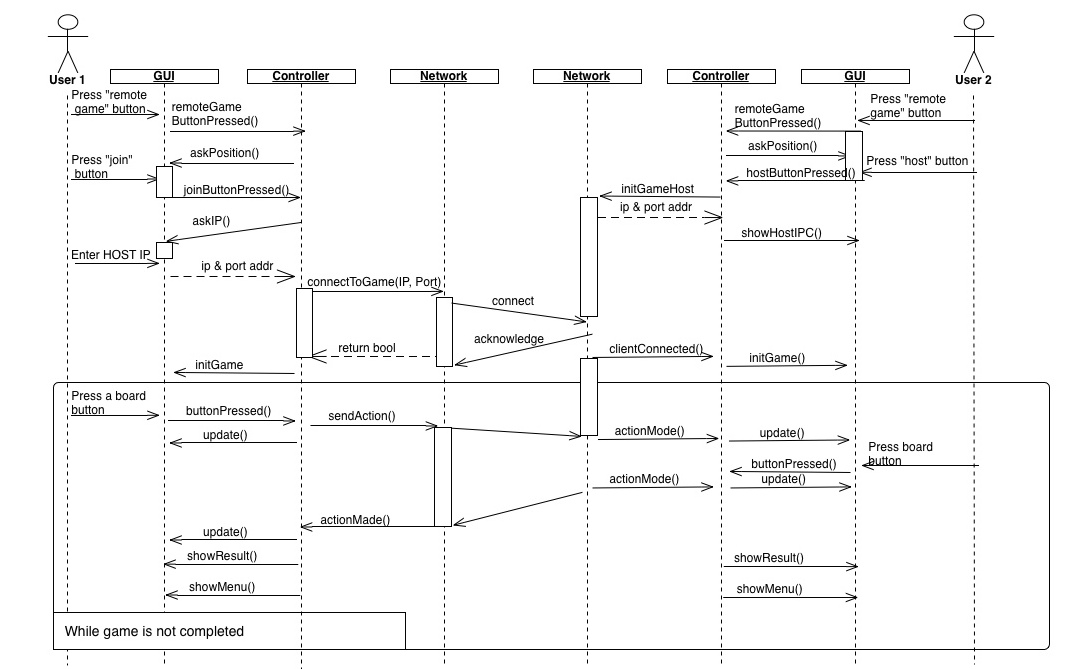 User 1
GUI
Controller
Network
Network
Controller
GUI
User 2
Press "remote
game" button
remoteGame
ButtonPressed()
remoteGame
ButtonPressed()
Press "remote
game" button
askPosition()
askPosition()
Press "join"
button
Press "host" button
joinButtonPressed()
hostButtonPressed()
initGameHost
ip & port addr
askIP()
showHostIPC()
Enter HOST IP
ip & port addr
connectToGame(IP, Port)
connect
acknowledge
return bool
clientConnected()
initGame()
initGame
Press a board
button
buttonPressed()
sendAction()
actionMode()
update()
update()
Press board
button
buttonPressed()
actionMode()
update()
actionMade()
update()
showResult()
showResult()
showMenu()
showMenu()
While game is not completed